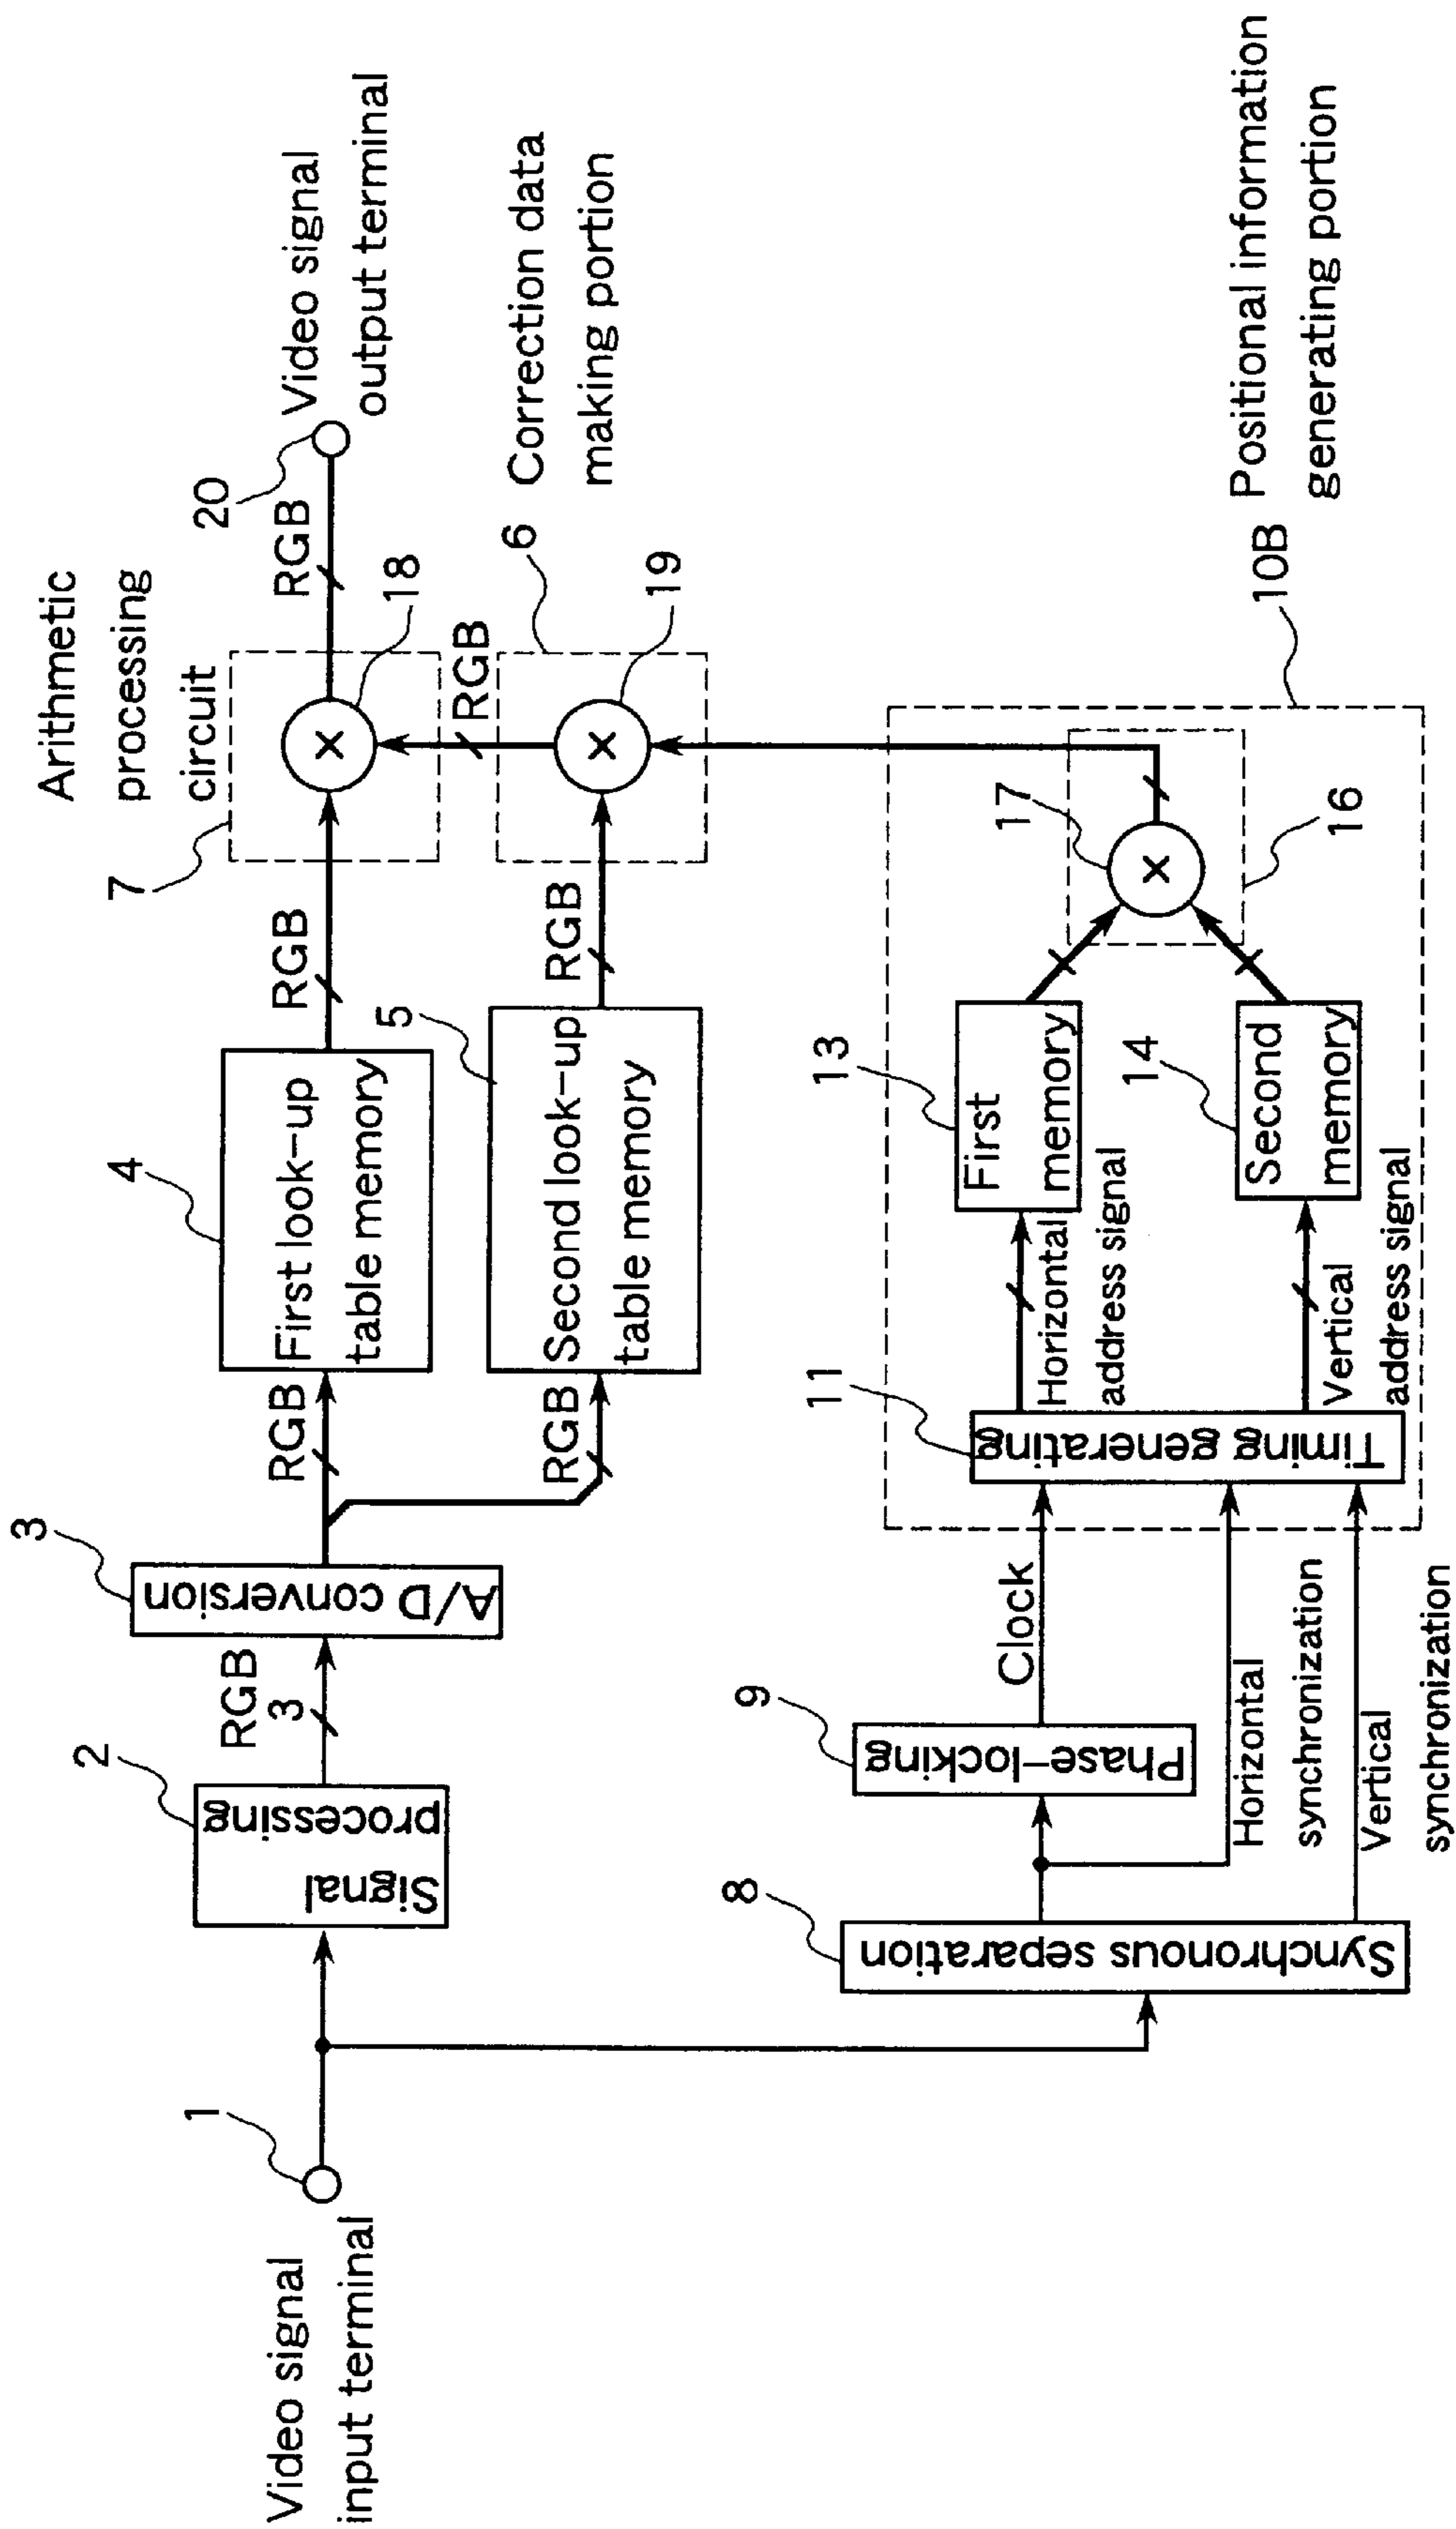 Video signal
input terminal
1
2
Signal
processing
RGB
3
3
A/D conversion
RGB
RGB
4
First look-up
table memory
5
Second look-up
table memory
RGB
RGB
Arithmetic
processing
circuit
7
18
RGB
6
19
RGB
20
Video signal
output terminal
Correction data
making portion
8
Synchronous separation
9
Phase-locking
Clock
Horizontal
synchronization
Vertical
synchronization
11
Timing generating
Horizontal
address signal
Vertical
address signal
13
First
memory
14
Second
memory
17
16
10B
Positional information
generating portion